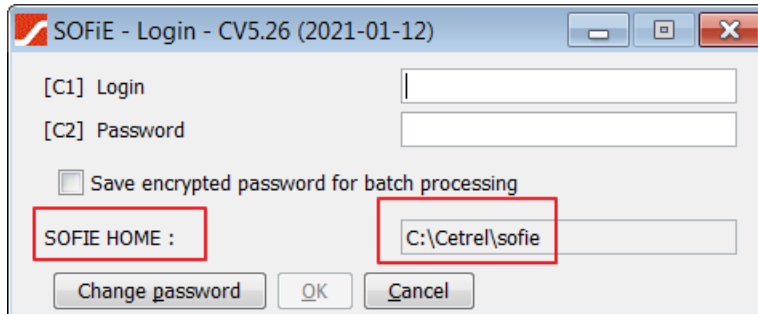 SOFiE - Login - CV5.26 (2021-01-12)
[C1] Login
[C2] Password
Save encrypted password for batch processing
SOFIE HOME : C:\Cetrel\sofie
Change password OK Cancel